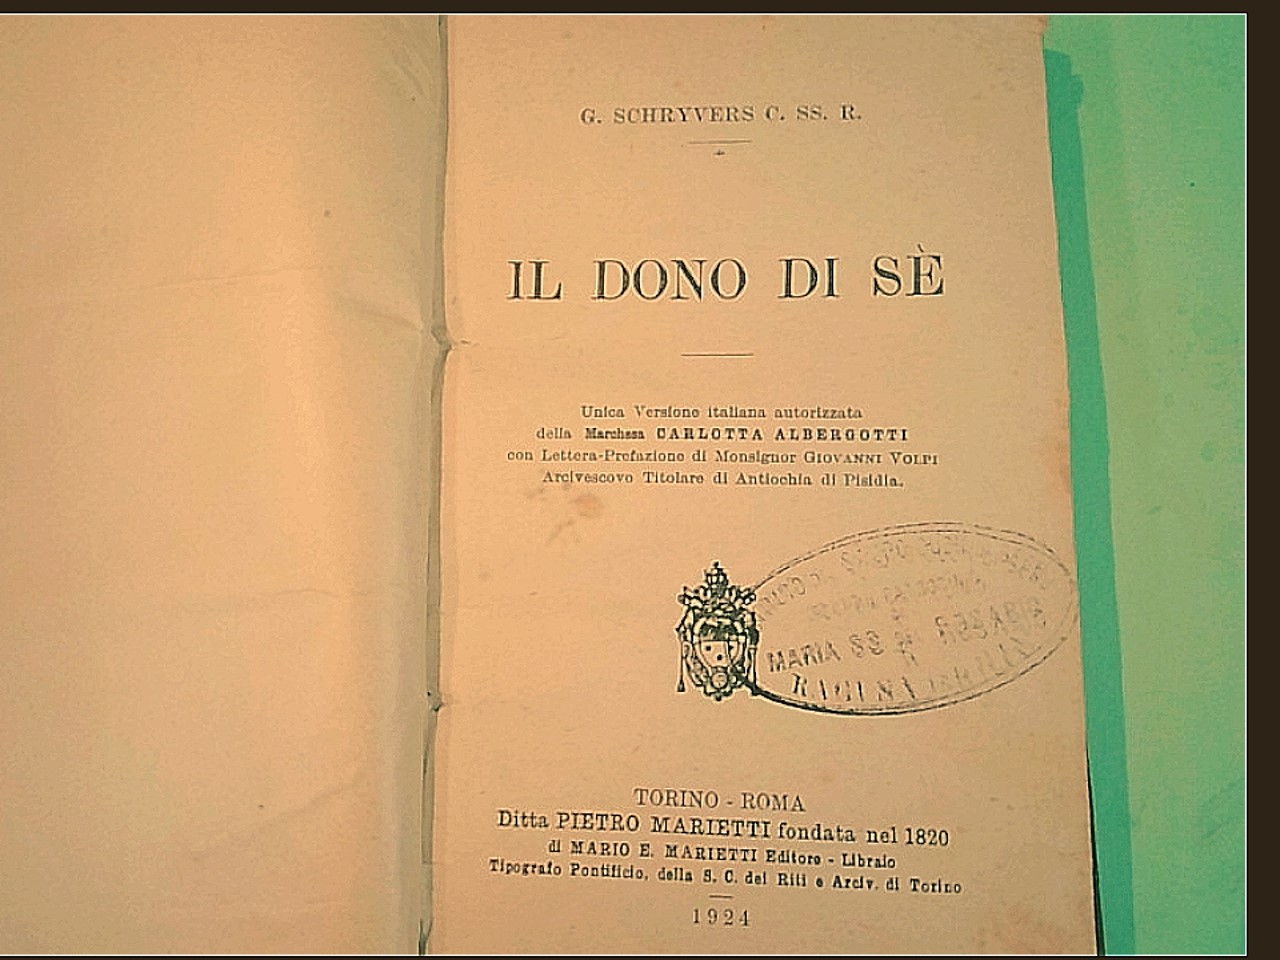 G. SCHRYVERS C. SS. R.
IL DONO DI SÈ
Unica Versione italiana autorizzata
della Marchesa CARLOTTA ALBERGOTTI
con Lettera-Prefazione di Monsignor GIOVANNI VOLPI
Arcivescovo Titolare di Antiochia di Pisidia.
MARIA SS
TORINO - ROMA
Ditta PIETRO MARIETTI fondata nel 1820
di MARIO E. MARIETTI Editore - Libraio
Tipografo Pontificio, della S. C. dei Riti e Arciv. di Torino
1924